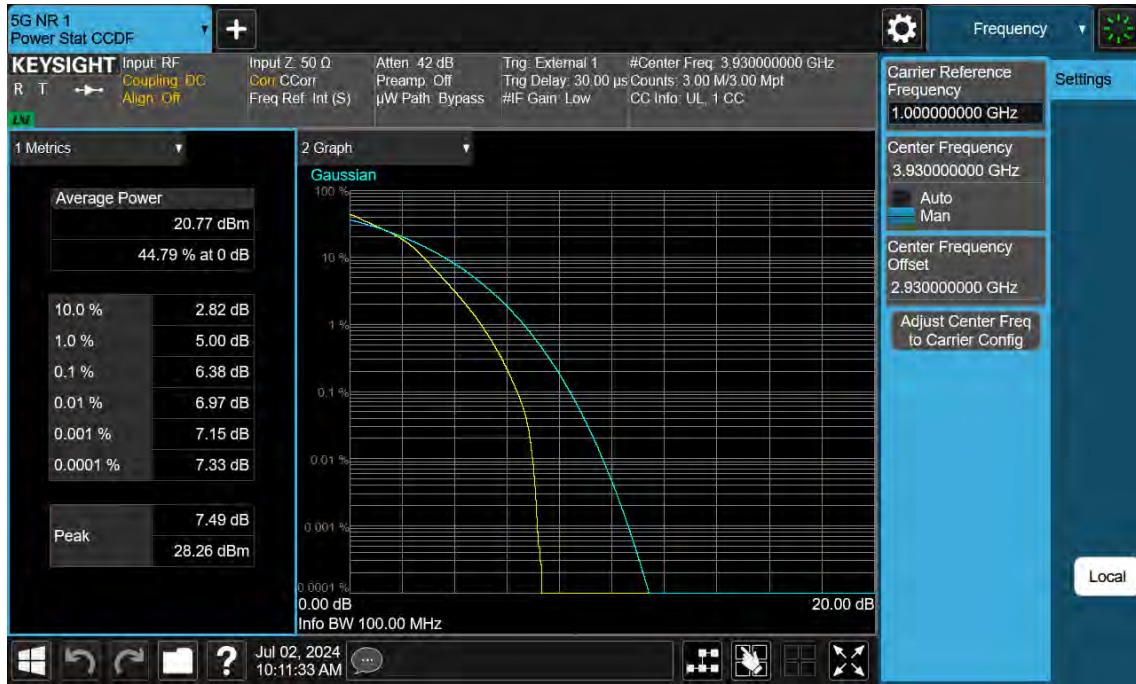 5G NR 1
Power Stat CCDF
Frequency
KEYSIGHT
R T
LXI
Input: RF
Coupling: DC
Align: Off
Input Z: 50 Ω
Corr CCorr
Freq Ref: Int (S)
Atten: 42 dB
Preamp: Off
µW Path: Bypass
Trig: External 1
Trig Delay: 30.00 µs
#IF Gain: Low
#Center Freq: 3.930000000 GHz
Counts: 3.00 M/3.00 Mpt
CC Info: UL, 1 CC
1 Metrics
Average Power
20.77 dBm
44.79 % at 0 dB
10.0 % 2.82 dB
1.0 % 5.00 dB
0.1 % 6.38 dB
0.01 % 6.97 dB
0.001 % 7.15 dB
0.0001 % 7.33 dB
Peak
7.49 dB
28.26 dBm
2 Graph
Gaussian
100 %
10 %
1 %
0.1 %
0.01 %
0.001 %
0.0001 %
0.00 dB 20.00 dB
Info BW 100.00 MHz
Carrier Reference
Frequency
1.000000000 GHz
Center Frequency
3.930000000 GHz
Auto
Man
Center Frequency
Offset
2.930000000 GHz
Adjust Center Freq
to Carrier Config
Settings
Local
?
Jul 02, 2024
10:11:33 AM